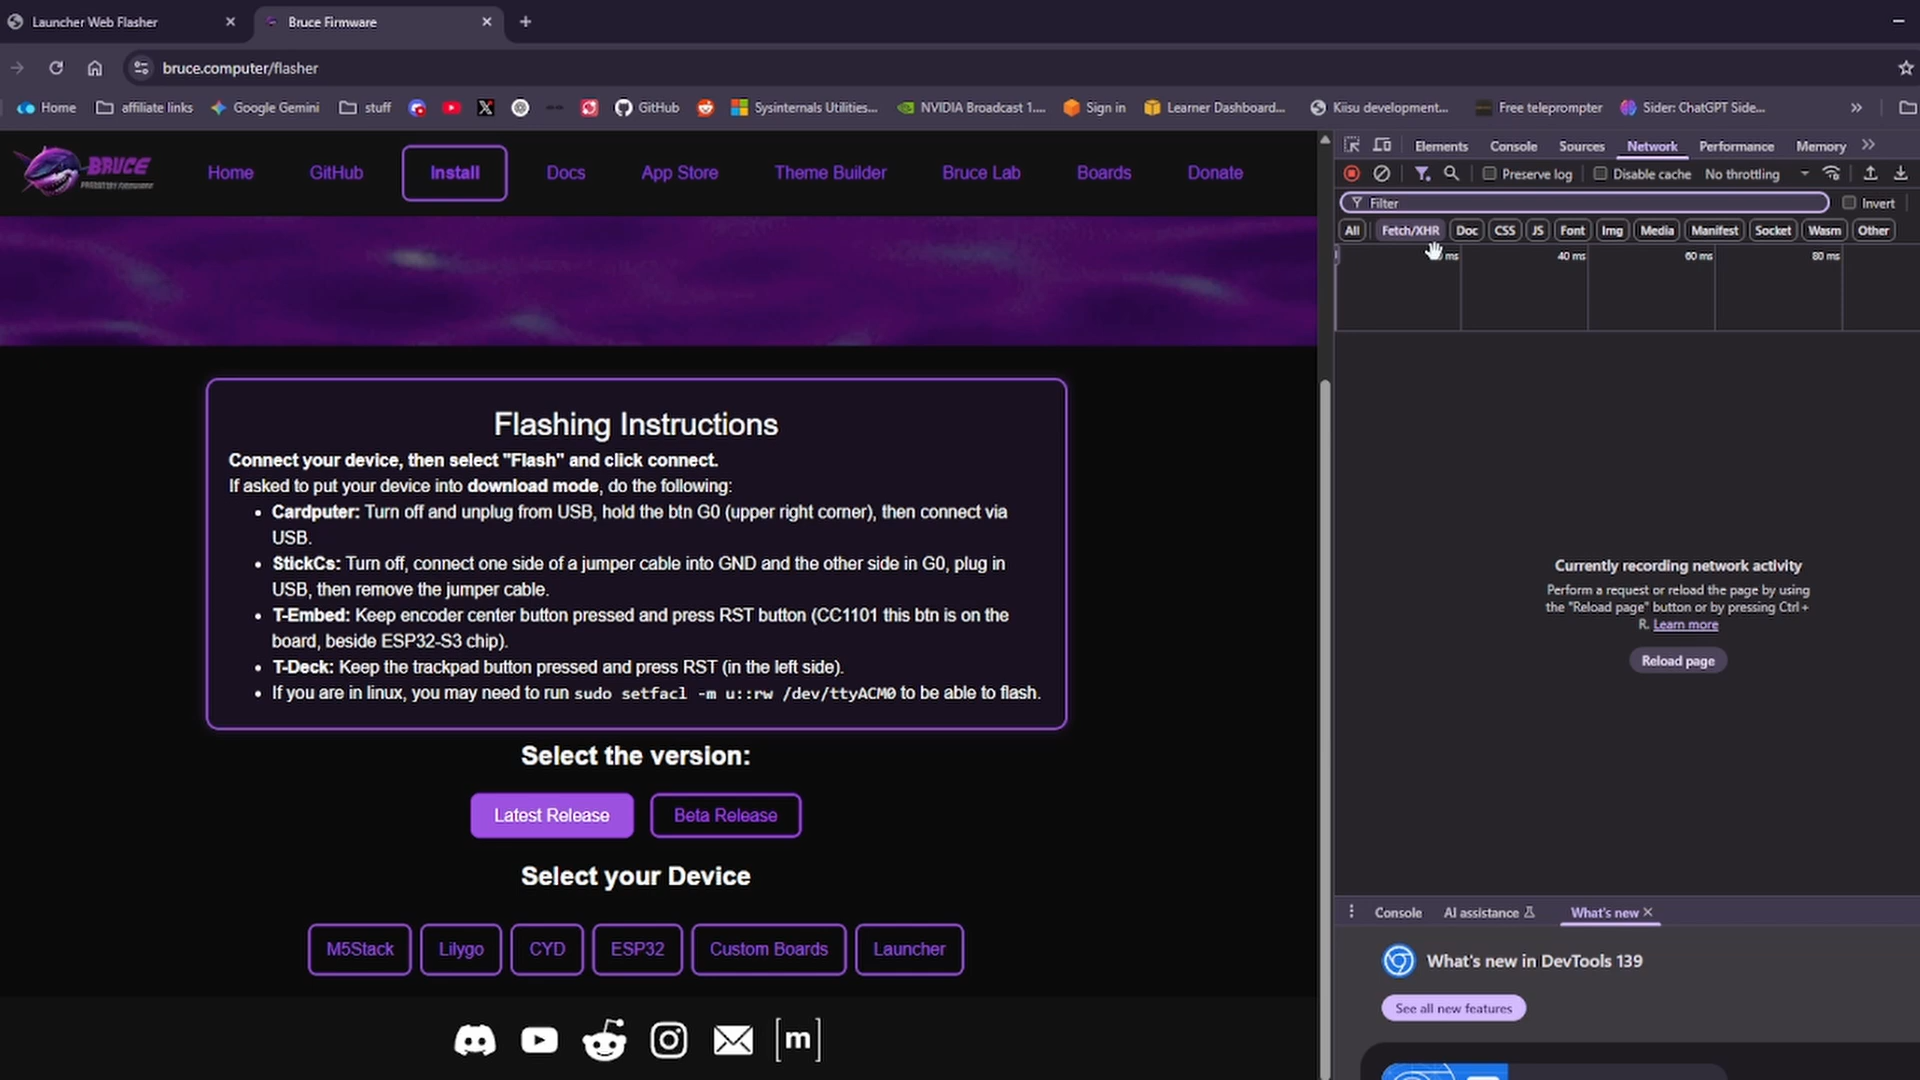 Launcher Web Flasher
Bruce Firmware
bruce.computer/flasher
Home
affiliate links
Google Gemini
stuff
GitHub
Sysinternals Utilities...
NVIDIA Broadcast 1....
Sign in
Learner Dashboard...
Kiisu development...
Free teleprompter
Sider: ChatGPT Side...
BRUCE
Home
GitHub
Install
Docs
App Store
Theme Builder
Bruce Lab
Boards
Donate
Flashing Instructions
Connect your device, then select "Flash" and click connect.
If asked to put your device into download mode, do the following:
• Cardputer: Turn off and unplug from USB, hold the btn G0 (upper right corner), then connect via
USB.
• StickCs: Turn off, connect one side of a jumper cable into GND and the other side in G0, plug in
USB, then remove the jumper cable.
• T-Embed: Keep encoder center button pressed and press RST button (CC1101 this btn is on the
board, beside ESP32-S3 chip).
• T-Deck: Keep the trackpad button pressed and press RST (in the left side).
• If you are in linux, you may need to run sudo setfacl -m u::rw /dev/ttyACM0 to be able to flash.
Select the version:
Latest Release
Beta Release
Select your Device
M5Stack
Lilygo
CYD
ESP32
Custom Boards
Launcher
[m]
Elements
Console
Sources
Network
Performance
Memory
Preserve log
Disable cache
No throttling
Filter
Invert
All
Fetch/XHR
Doc
CSS
JS
Font
Img
Media
Manifest
Socket
Wasm
Other
ms
40 ms
60 ms
80 ms
Currently recording network activity
Perform a request or reload the page by using
the "Reload page" button or by pressing Ctrl +
R. Learn more
Reload page
Console
AI assistance
What's new
What's new in DevTools 139
See all new features